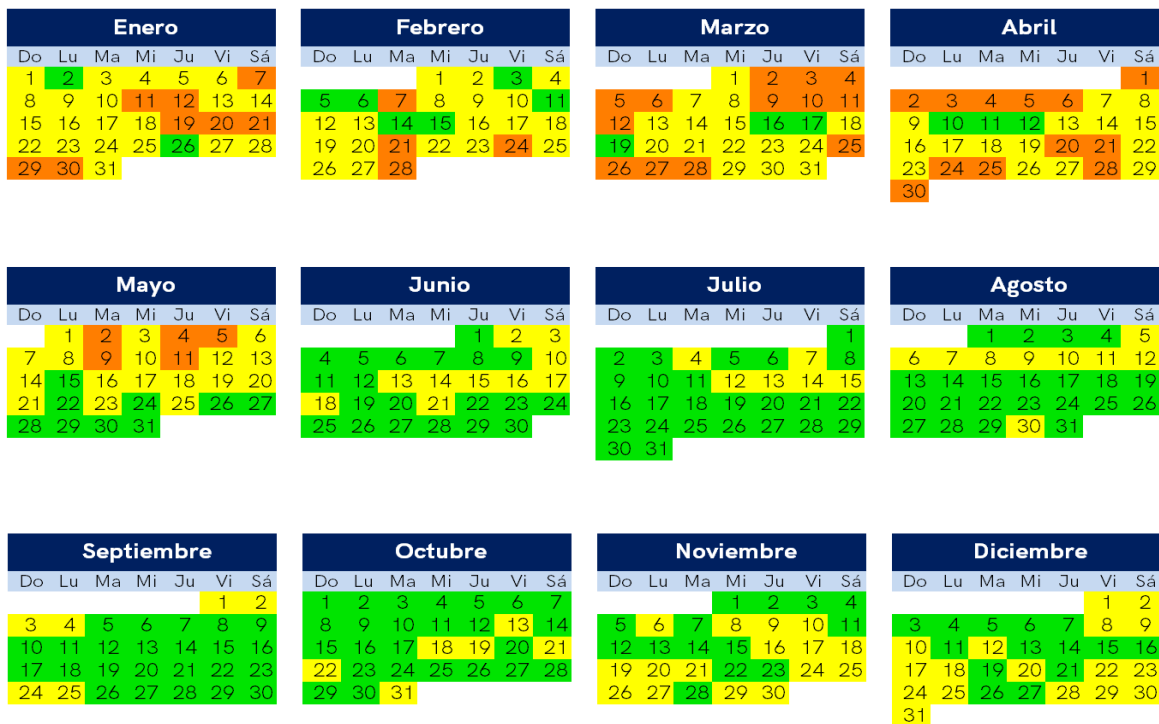 Enero
Do Lu Ma Mi Ju Vi Sá
1 2 3 4 5 6 7
8 9 10 11 12 13 14
15 16 17 18 19 20 21
22 23 24 25 26 27 28
29 30 31
Febrero
Do Lu Ma Mi Ju Vi Sá
1 2 3 4
5 6 7 8 9 10 11
12 13 14 15 16 17 18
19 20 21 22 23 24 25
26 27 28
Marzo
Do Lu Ma Mi Ju Vi Sá
1 2 3 4
5 6 7 8 9 10 11
12 13 14 15 16 17 18
19 20 21 22 23 24 25
26 27 28 29 30 31
Abril
Do Lu Ma Mi Ju Vi Sá
1
2 3 4 5 6 7 8
9 10 11 12 13 14 15
16 17 18 19 20 21 22
23 24 25 26 27 28 29
30
Mayo
Do Lu Ma Mi Ju Vi Sá
1 2 3 4 5 6
7 8 9 10 11 12 13
14 15 16 17 18 19 20
21 22 23 24 25 26 27
28 29 30 31
Junio
Do Lu Ma Mi Ju Vi Sá
1 2 3
4 5 6 7 8 9 10
11 12 13 14 15 16 17
18 19 20 21 22 23 24
25 26 27 28 29 30
Julio
Do Lu Ma Mi Ju Vi Sá
1
2 3 4 5 6 7 8
9 10 11 12 13 14 15
16 17 18 19 20 21 22
23 24 25 26 27 28 29
30 31
Agosto
Do Lu Ma Mi Ju Vi Sá
1 2 3 4 5
6 7 8 9 10 11 12
13 14 15 16 17 18 19
20 21 22 23 24 25 26
27 28 29 30 31
Septiembre
Do Lu Ma Mi Ju Vi Sá
1 2
3 4 5 6 7 8 9
10 11 12 13 14 15 16
17 18 19 20 21 22 23
24 25 26 27 28 29 30
Octubre
Do Lu Ma Mi Ju Vi Sá
1 2 3 4 5 6 7
8 9 10 11 12 13 14
15 16 17 18 19 20 21
22 23 24 25 26 27 28
29 30 31
Noviembre
Do Lu Ma Mi Ju Vi Sá
1 2 3 4
5 6 7 8 9 10 11
12 13 14 15 16 17 18
19 20 21 22 23 24 25
26 27 28 29 30
Diciembre
Do Lu Ma Mi Ju Vi Sá
1 2
3 4 5 6 7 8 9
10 11 12 13 14 15 16
17 18 19 20 21 22 23
24 25 26 27 28 29 30
31